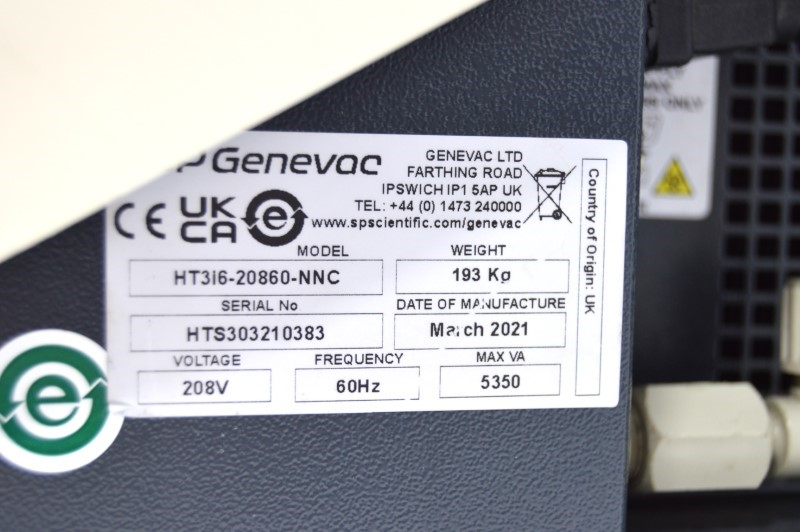 P Genevac
GENEVAC LTD
FARTHING ROAD
IPSWICH IP1 5AP UK
TEL: +44 (0) 1473 240000
www.spscientific.com/genevac
CE UK
CA e
MODEL
HT3I6-20860-NNC
WEIGHT
193 Kg
SERIAL No
HTS303210383
DATE OF MANUFACTURE
March 2021
VOLTAGE
208V
FREQUENCY
60Hz
MAX VA
5350
Country of Origin: UK
e
ONLY